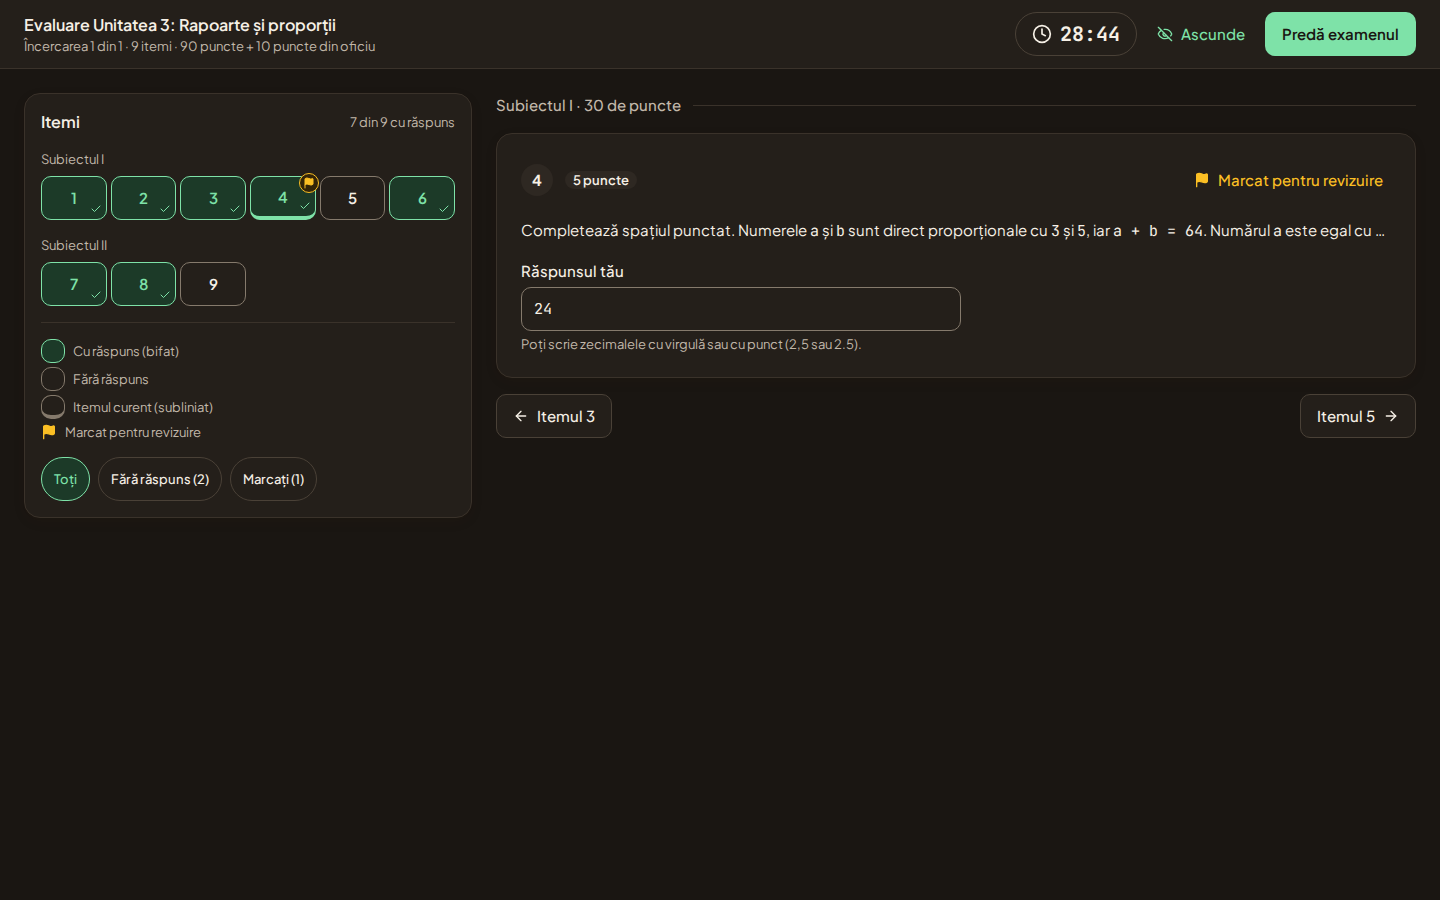 Evaluare Unitatea 3: Rapoarte și proporții
Încercarea 1 din 1 · 9 itemi · 90 puncte + 10 puncte din oficiu
28:44
Ascunde
Predă examenul
Itemi
7 din 9 cu răspuns
Subiectul I
1 2 3 4 5 6
Subiectul II
7 8 9
Cu răspuns (bifat)
Fără răspuns
Itemul curent (subliniat)
Marcat pentru revizuire
Toți
Fără răspuns (2)
Marcați (1)
Subiectul I · 30 de puncte
4
5 puncte
Marcat pentru revizuire
Completează spațiul punctat. Numerele a și b sunt direct proporționale cu 3 și 5, iar a + b = 64. Numărul a este egal cu ...
Răspunsul tău
24
Poți scrie zecimalele cu virgulă sau cu punct (2,5 sau 2.5).
Itemul 3
Itemul 5